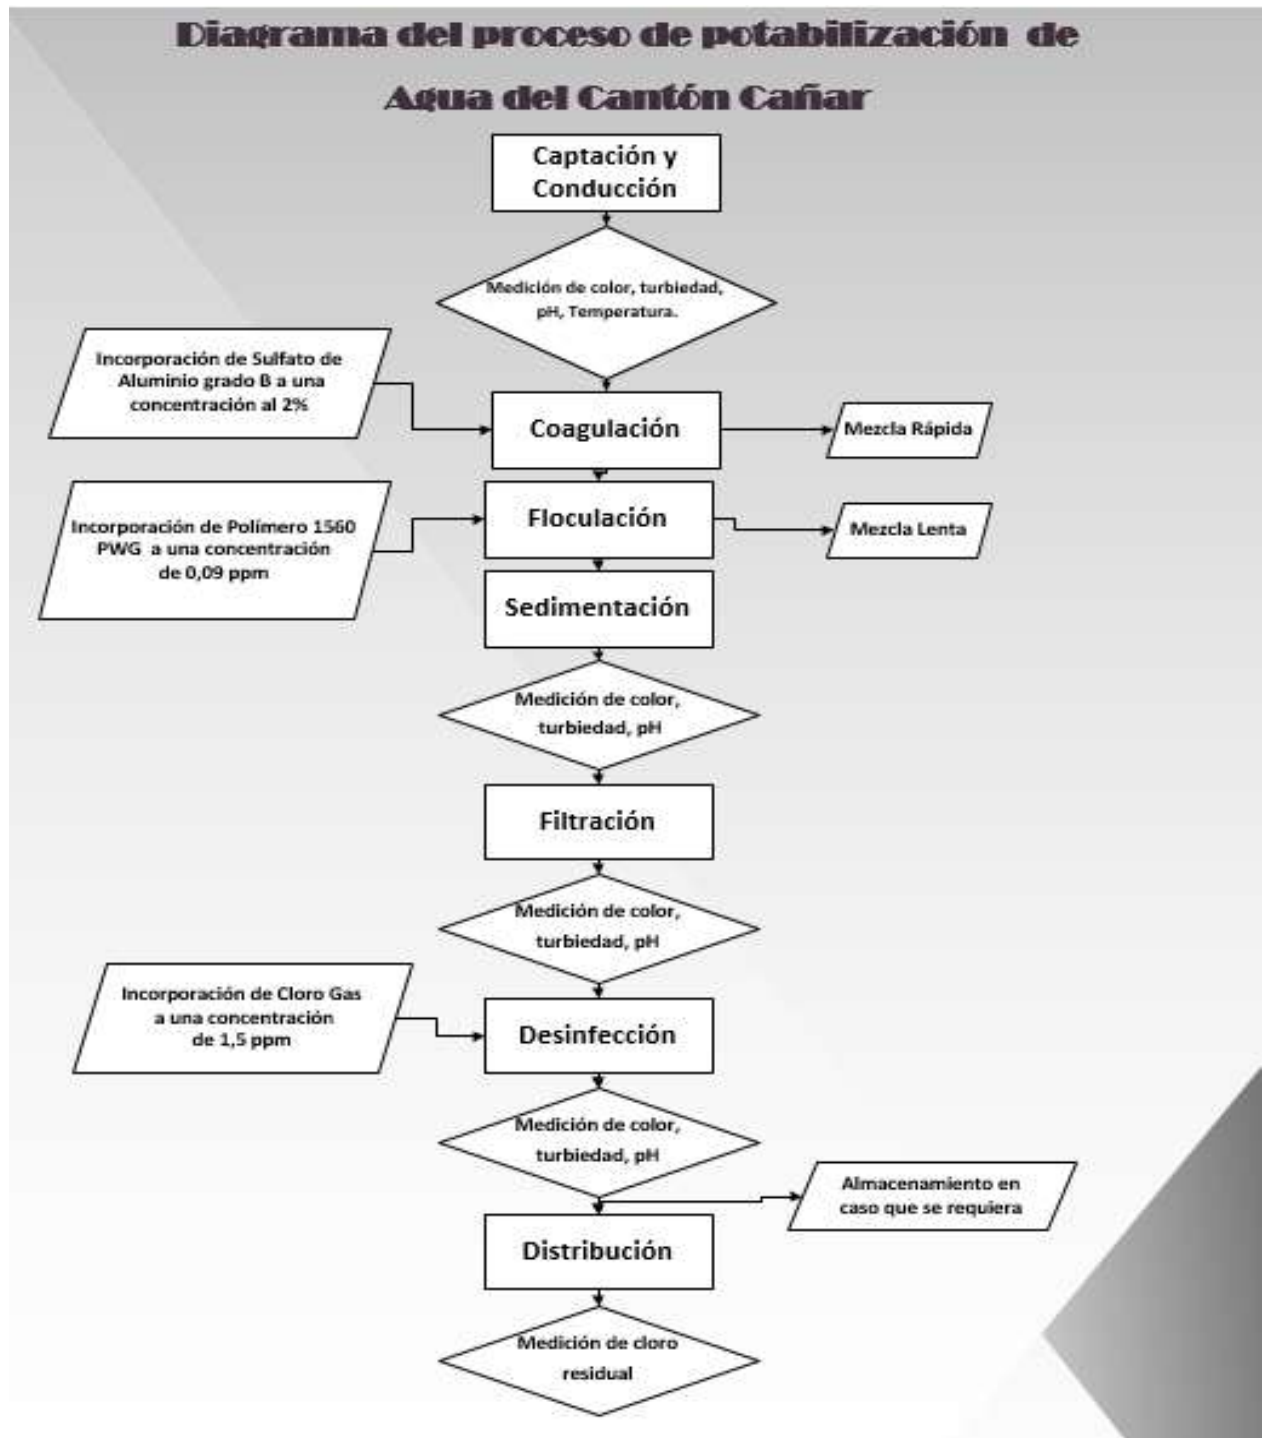 Diagrama del proceso de potabilización de
Agua del Cantón Cañar
Captación y
Conducción
Medición de color, turbiedad,
pH, Temperatura.
Incorporación de Sulfato de
Aluminio grado B a una
concentración al 2%
Coagulación
Mezcla Rápida
Incorporación de Polímero 1560
PWG a una concentración
de 0,09 ppm
Floculación
Mezcla Lenta
Sedimentación
Medición de color,
turbiedad, pH
Filtración
Medición de color,
turbiedad, pH
Incorporación de Cloro Gas
a una concentración
de 1,5 ppm
Desinfección
Medición de color,
turbiedad, pH
Almacenamiento en
caso que se requiera
Distribución
Medición de cloro
residual